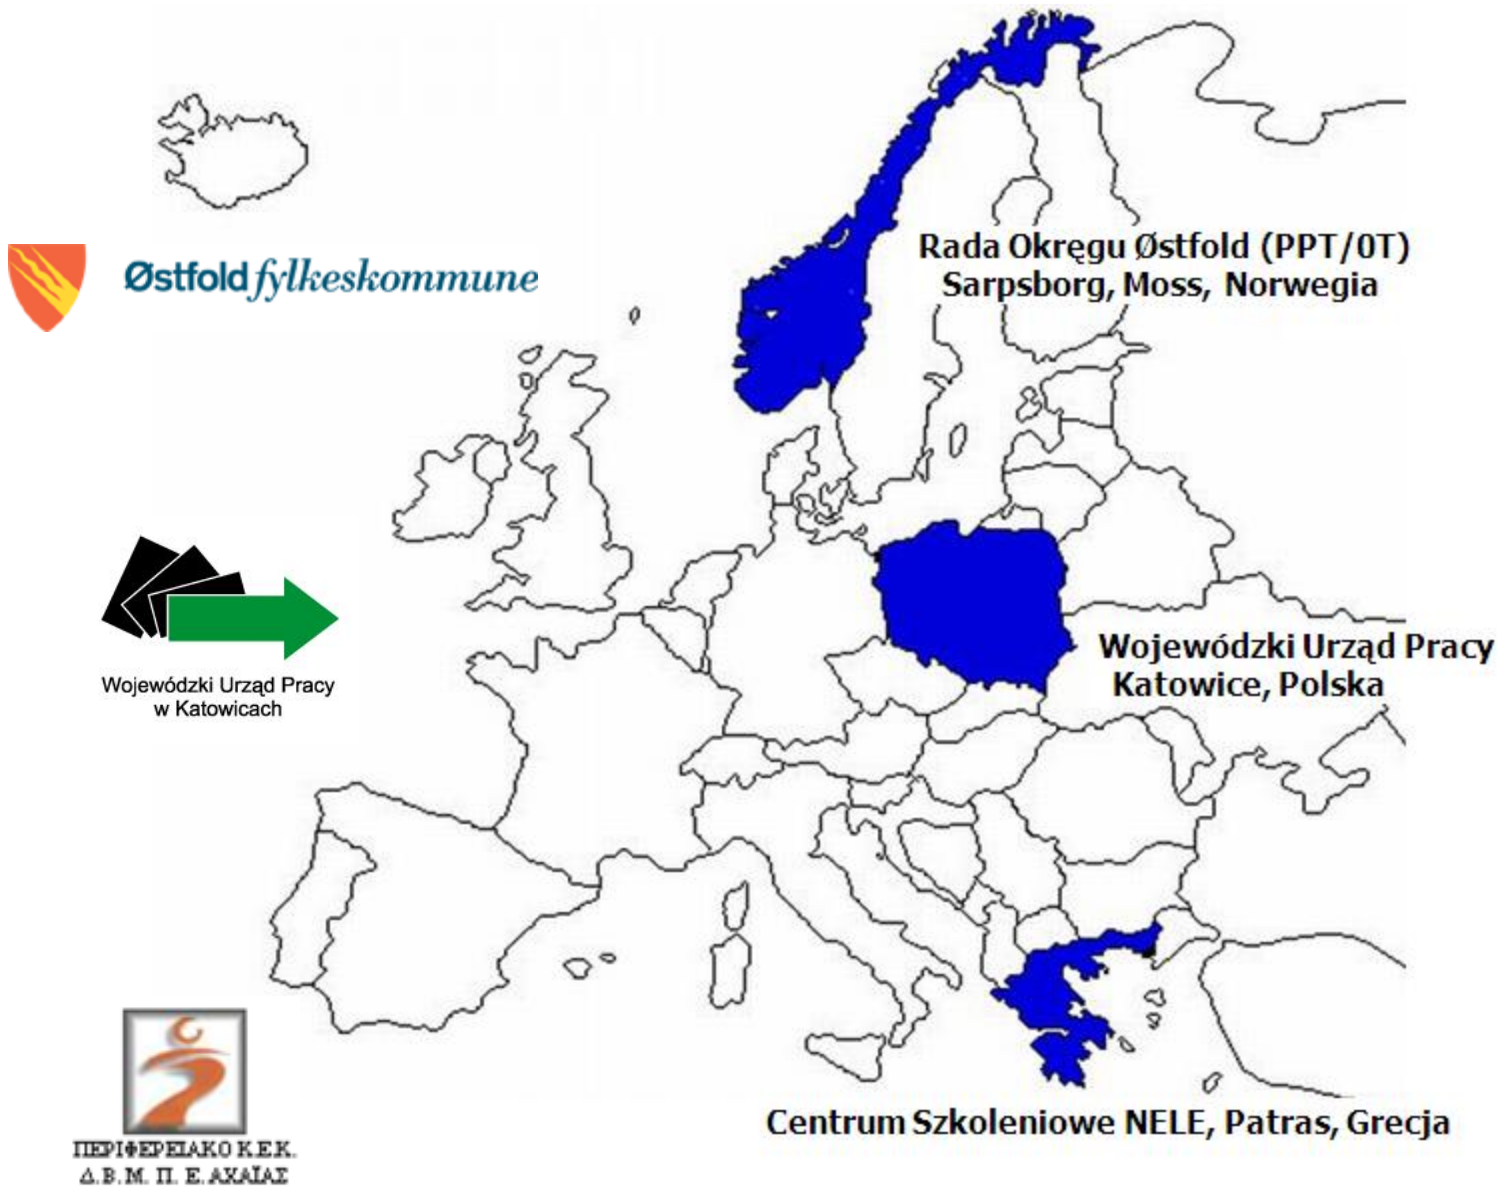 Rada Okręgu Østfold (PPT/0T)
Sarpsborg, Moss, Norwegia
Østfold fylkeskommune
Wojewódzki Urząd Pracy
Katowice, Polska
Wojewódzki Urząd Pracy
w Katowicach
Centrum Szkoleniowe NELE, Patras, Grecja
ΠΕΡΙΦΕΡΕΙΑΚΟ Κ.Ε.Κ.
Δ.Β.Μ. Π. Ε. ΑΧΑΪΑΣ